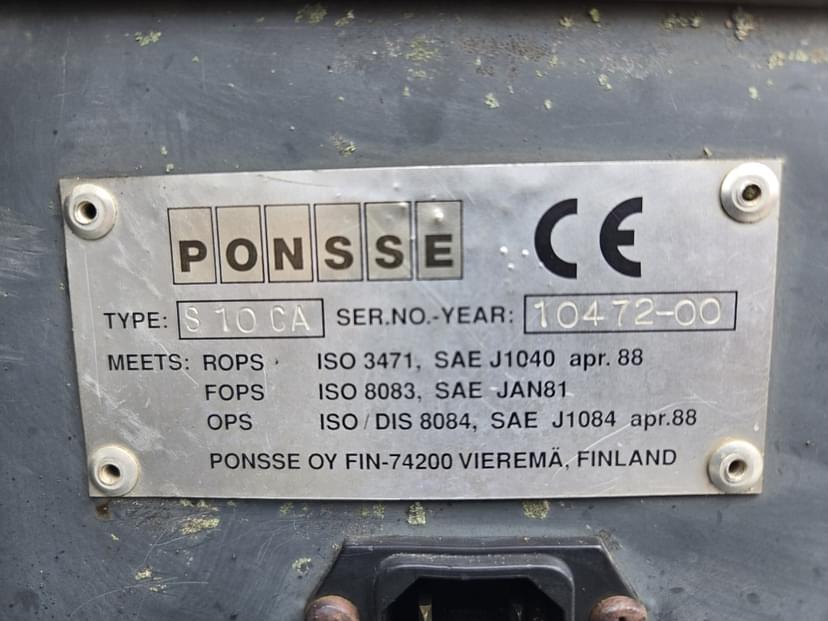 PONSSE CE
TYPE: S 10 CA SER.NO.-YEAR: 10472-00
MEETS: ROPS ISO 3471, SAE J1040 apr. 88
FOPS ISO 8083, SAE JAN81
OPS ISO/DIS 8084, SAE J1084 apr.88
PONSSE OY FIN-74200 VIEREMÄ, FINLAND